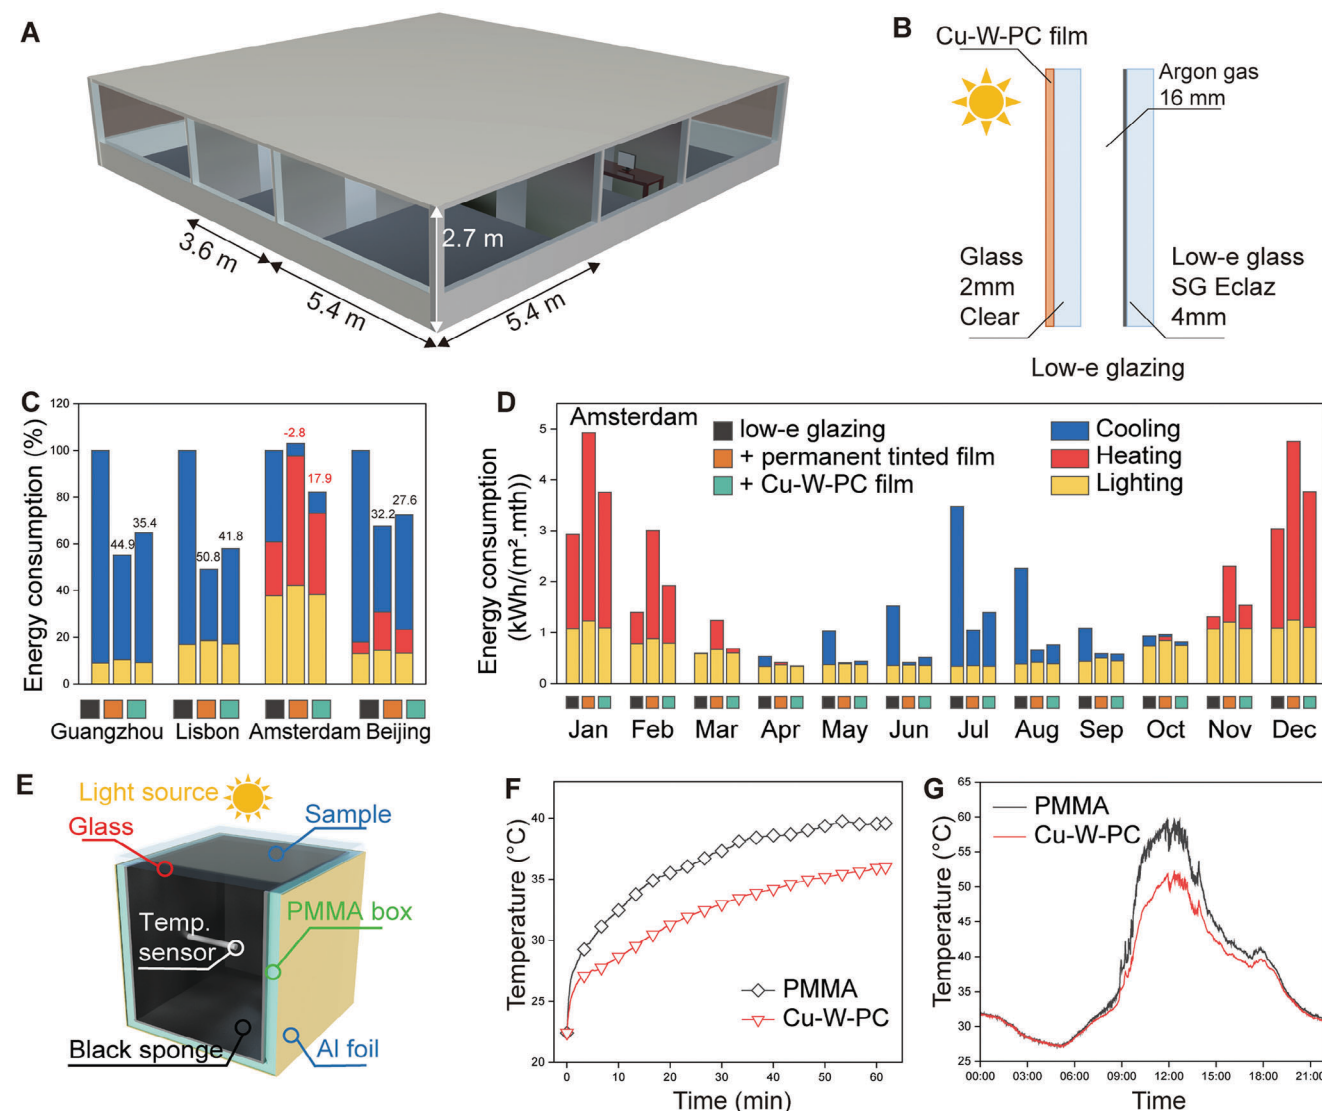 A
2.7 m
3.6 m
5.4 m
5.4 m
B
Cu-W-PC film
Argon gas
16 mm
Glass
2mm
Clear
Low-e glass
SG Eclaz
4mm
Low-e glazing
C
Energy consumption (%)
120
100
80
60
40
20
0
44.9
35.4
50.8
41.8
-2.8
17.9
32.2
27.6
Guangzhou
Lisbon
Amsterdam
Beijing
D
Amsterdam
low-e glazing
+ permanent tinted film
+ Cu-W-PC film
Cooling
Heating
Lighting
Energy consumption
(kWh/(m².mth))
5
4
3
2
1
0
Jan
Feb
Mar
Apr
May
Jun
Jul
Aug
Sep
Oct
Nov
Dec
E
Light source
Glass
Sample
Temp.
sensor
PMMA box
Black sponge
Al foil
F
Temperature (°C)
40
35
30
25
20
PMMA
Cu-W-PC
0
10
20
30
40
50
60
Time (min)
G
Temperature (°C)
65
60
55
50
45
40
35
30
25
PMMA
Cu-W-PC
00:00
03:00
06:00
09:00
12:00
15:00
18:00
21:00
Time